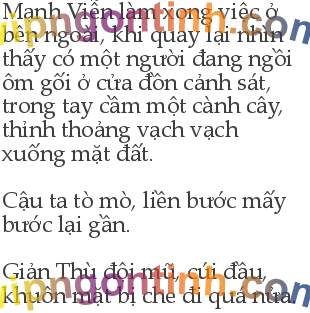 Mạnh Viễn làm xong việc ở
bên ngoài, khi quay lại nhìn
thấy có một người đang ngồi
ôm gối ở cửa đồn cảnh sát,
trong tay cầm một cành cây,
thỉnh thoảng vạch vạch
xuống mặt đất.
Cậu ta tò mò, liền bước mấy
bước lại gần.
Giản Thù đội mũ, cúi đầu,
khuôn mặt bị che đi quá nửa